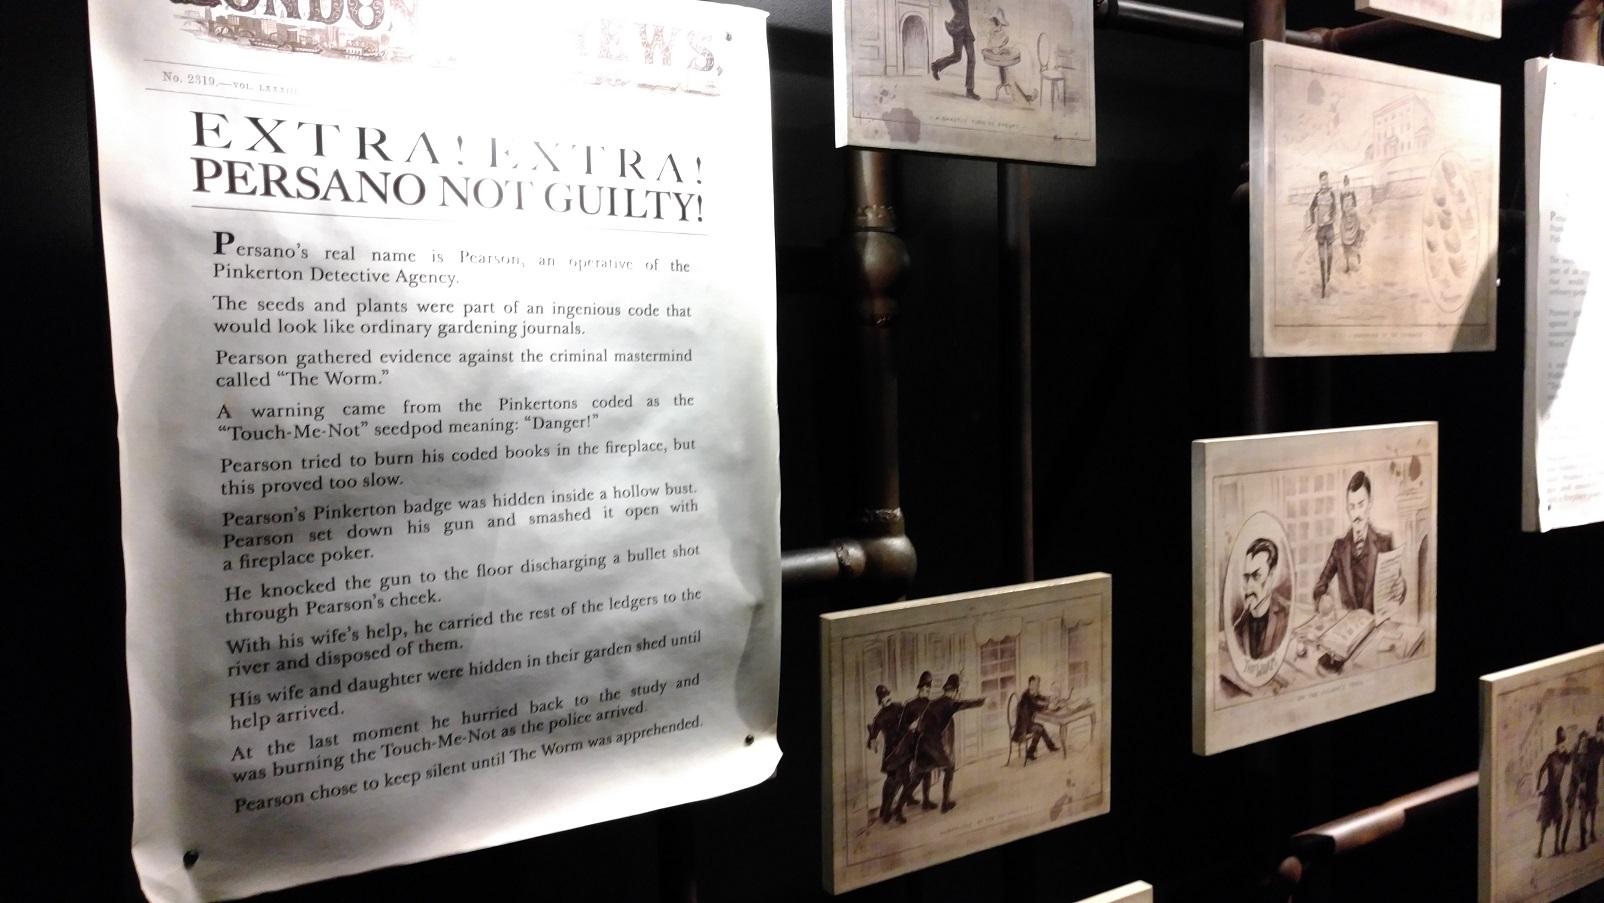 LONDON
NEWS,
No. 2319.—VOL. LXXXIII
EXTRA! EXTRA!
PERSANO NOT GUILTY!
Persano's real name is Pearson, an operative of the
Pinkerton Detective Agency.
The seeds and plants were part of an ingenious code that
would look like ordinary gardening journals.
Pearson gathered evidence against the criminal mastermind
called “The Worm.”
A warning came from the Pinkertons coded as the
“Touch-Me-Not” seedpod meaning: “Danger!”
Pearson tried to burn his coded books in the fireplace, but
this proved too slow.
Pearson's Pinkerton badge was hidden inside a hollow bust.
Pearson set down his gun and smashed it open with
a fireplace poker.
He knocked the gun to the floor discharging a bullet shot
through Pearson's cheek.
With his wife's help, he carried the rest of the ledgers to the
river and disposed of them.
His wife and daughter were hidden in their garden shed until
help arrived.
At the last moment he hurried back to the study and
was burning the Touch-Me-Not as the police arrived.
Pearson chose to keep silent until The Worm was apprehended.